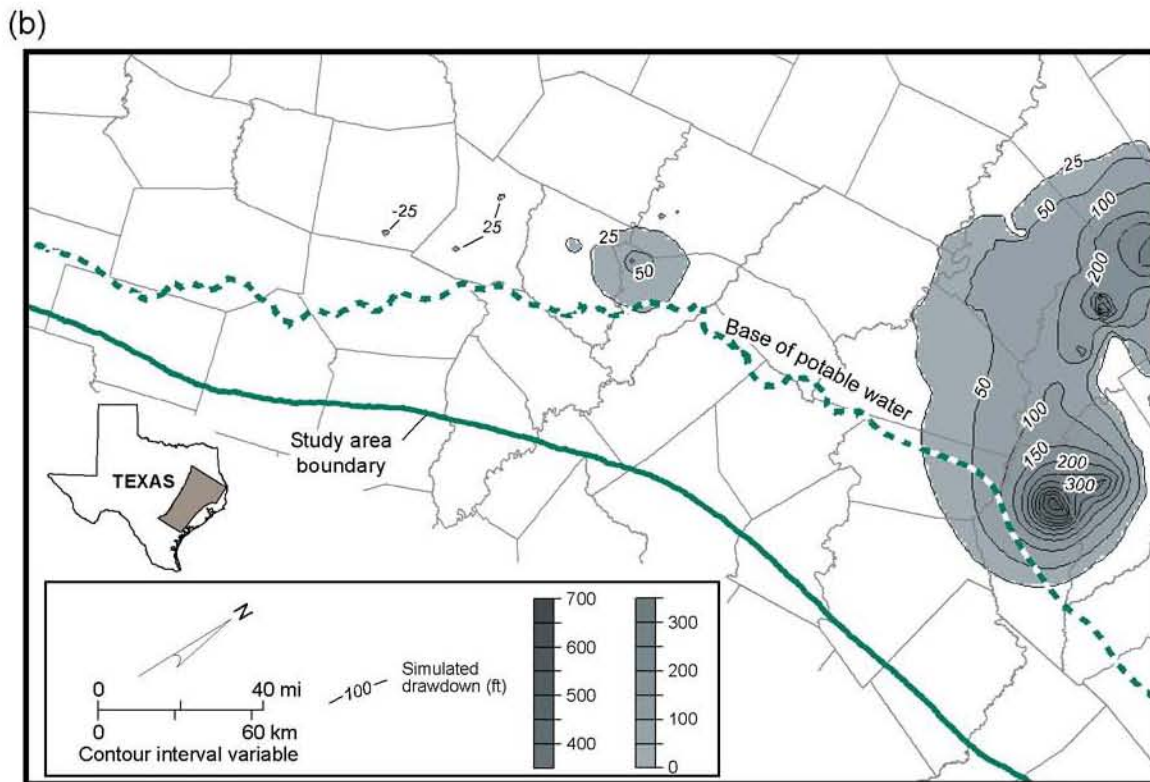 (b)
25
50
100
-25
25
25
200
50
Base of potable water
50
100
Study area
boundary
150
200
300
TEXAS
N
700
600
500
400
300
200
100
0
Simulated
drawdown (ft)
100
0
40 mi
0
60 km
Contour interval variable